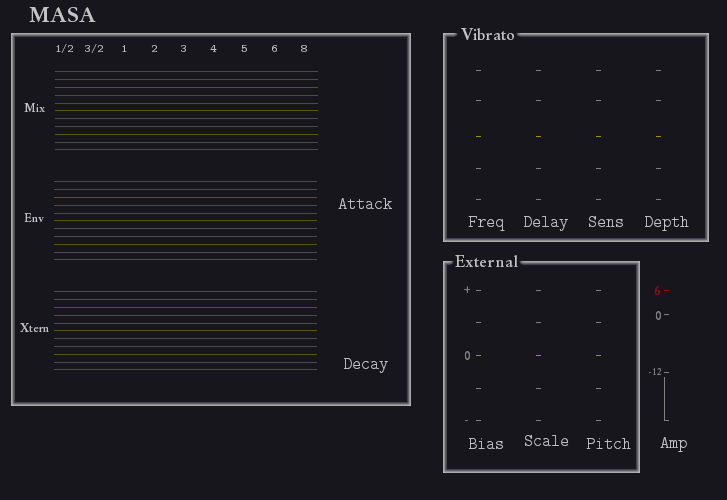 MASA
1/2 3/2 1 2 3 4 5 6 8
Mix
Env
Attack
Xtern
Decay
Vibrato
Freq Delay Sens Depth
External
+
0
-
Bias Scale Pitch
6
0
-12
Amp